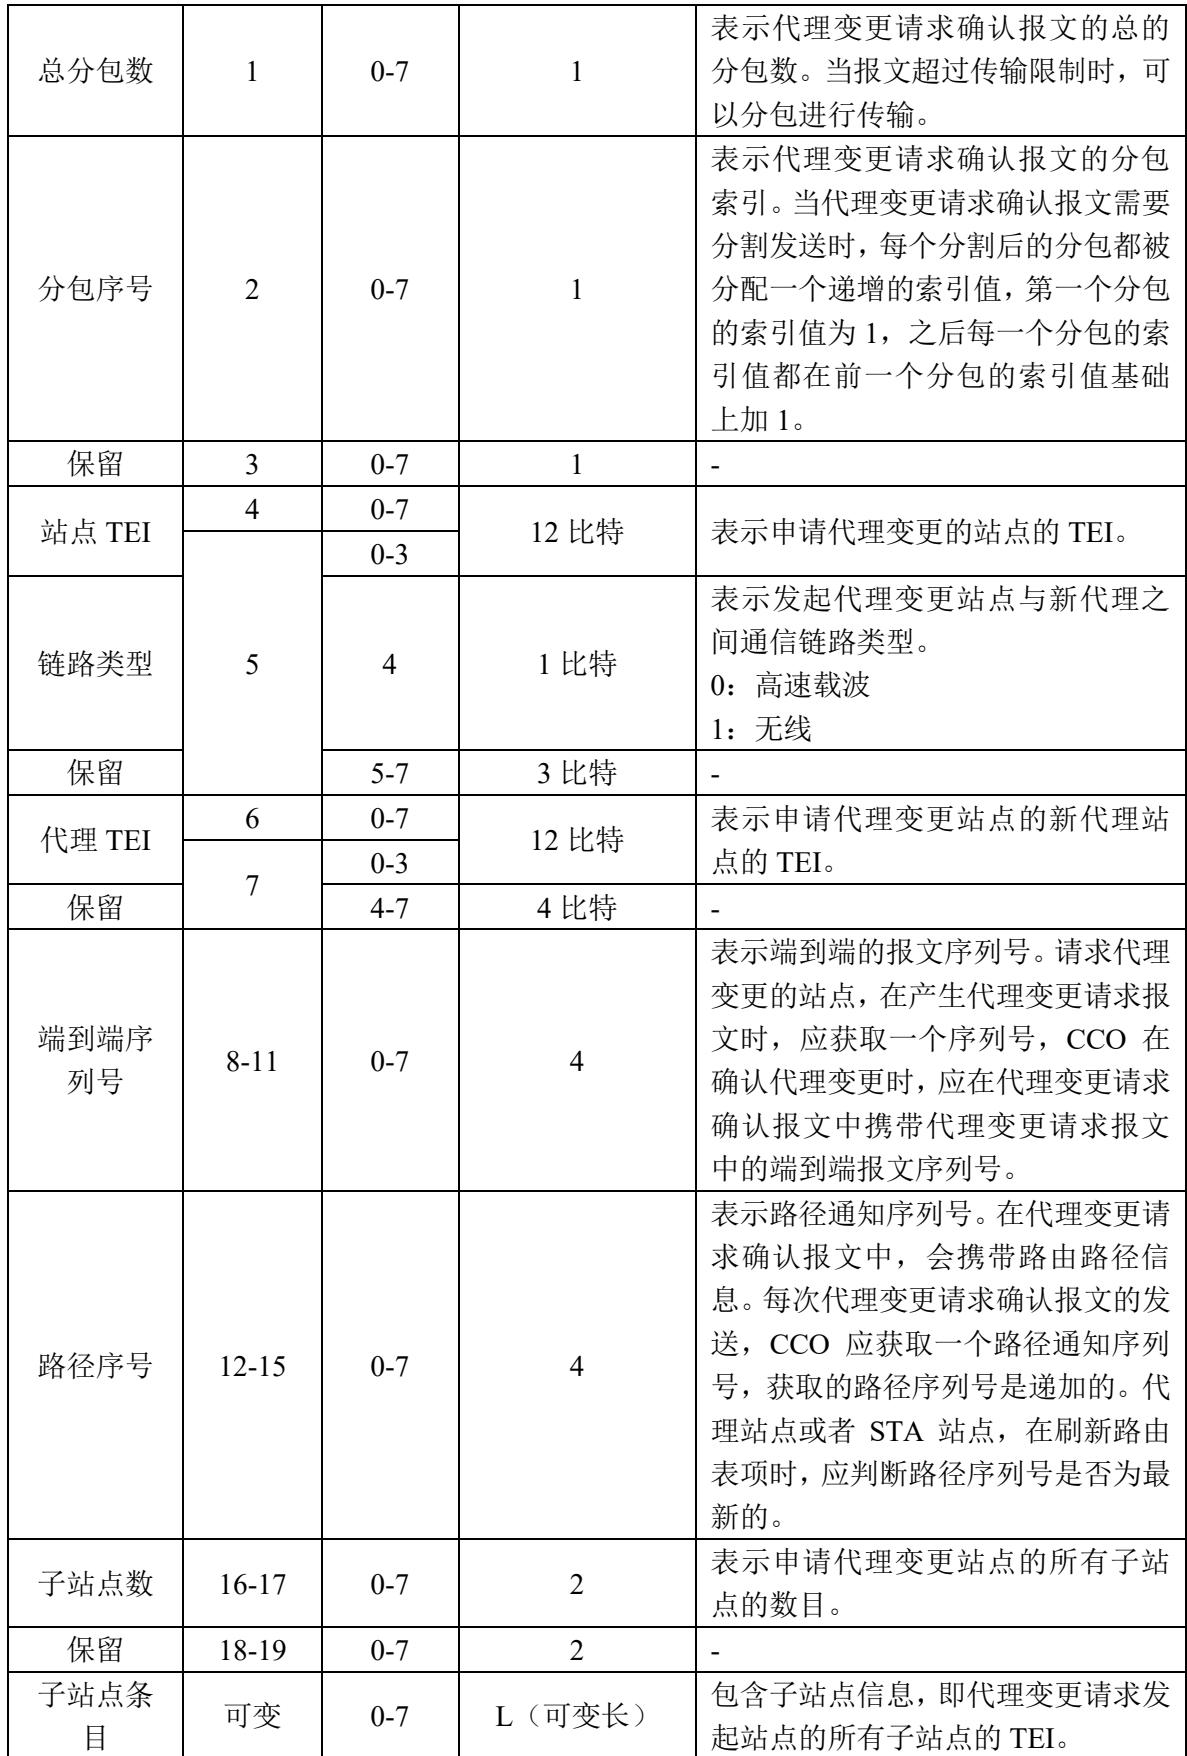 总分包数
1
0-7
1
表示代理变更请求确认报文的总的
分包数。当报文超过传输限制时，可
以分包进行传输。
分包序号
2
0-7
1
表示代理变更请求确认报文的分包
索引。当代理变更请求确认报文需要
分割发送时，每个分割后的分包都被
分配一个递增的索引值，第一个分包
的索引值为 1，之后每一个分包的索
引值都在前一个分包的索引值基础
上加 1。
保留
3
0-7
1
-
站点 TEI
4
0-7
12 比特
表示申请代理变更的站点的 TEI。
0-3
链路类型
5
4
1 比特
表示发起代理变更站点与新代理之
间通信链路类型。
0：高速载波
1：无线
保留
5-7
3 比特
-
代理 TEI
6
0-7
12 比特
表示申请代理变更站点的新代理站
点的 TEI。
7
0-3
保留
4-7
4 比特
-
端到端序
列号
8-11
0-7
4
表示端到端的报文序列号。请求代理
变更的站点，在产生代理变更请求报
文时，应获取一个序列号，CCO 在
确认代理变更时，应在代理变更请求
确认报文中携带代理变更请求报文
中的端到端报文序列号。
路径序号
12-15
0-7
4
表示路径通知序列号。在代理变更请
求确认报文中，会携带路由路径信
息。每次代理变更请求确认报文的发
送，CCO 应获取一个路径通知序列
号，获取的路径序列号是递加的。代
理站点或者 STA 站点，在刷新路由
表项时，应判断路径序列号是否为最
新的。
子站点数
16-17
0-7
2
表示申请代理变更站点的所有子站
点的数目。
保留
18-19
0-7
2
-
子站点条
目
可变
0-7
L（可变长）
包含子站点信息，即代理变更请求发
起站点的所有子站点的 TEI。